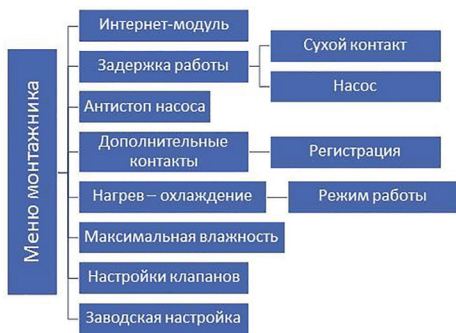 Меню монтажника
Интернет-модуль
Задержка работы
Сухой контакт
Насос
Антистоп насоса
Дополнительные
контакты
Регистрация
Нагрев – охлаждение
Режим работы
Максимальная влажность
Настройки клапанов
Заводская настройка